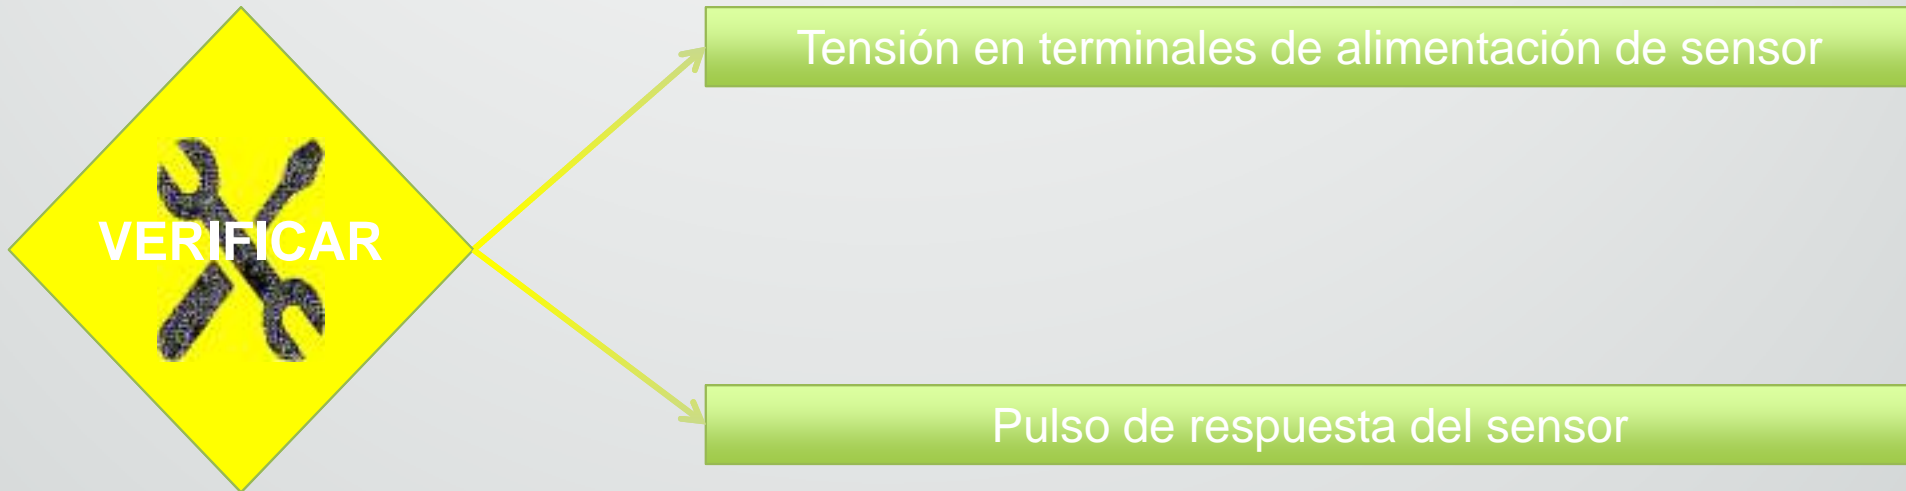 Tensión en terminales de alimentación de sensor
VERIFICAR
Pulso de respuesta del sensor